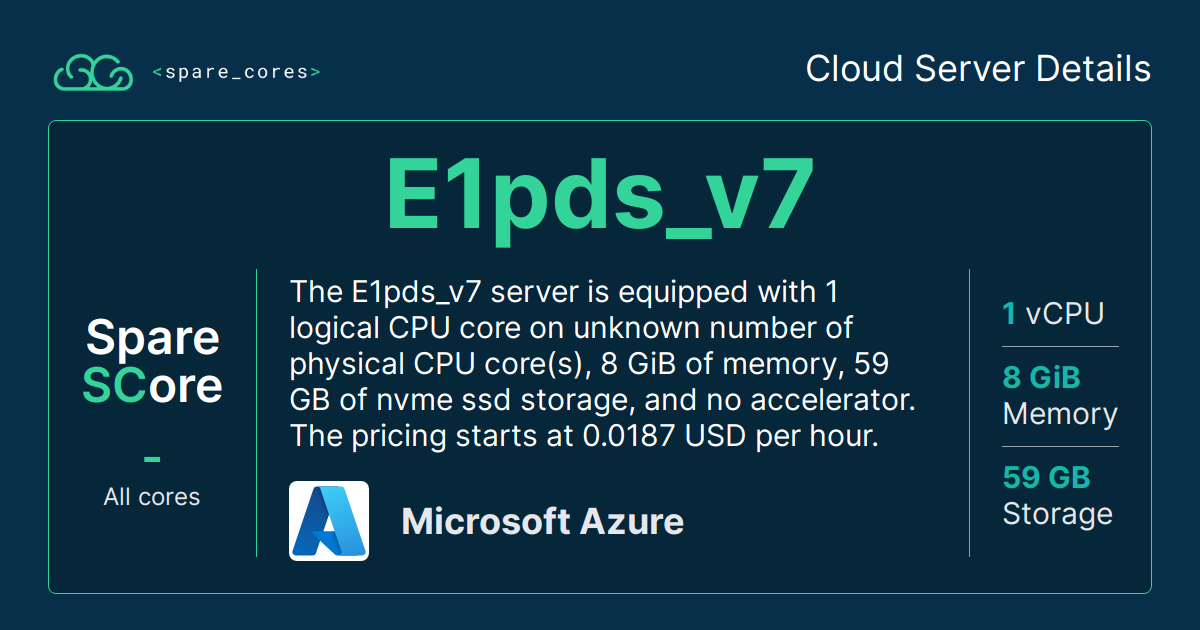 <spare_cores>
Cloud Server Details
E1pds_v7
Spare
SCore
-
All cores
The E1pds_v7 server is equipped with 1
logical CPU core on unknown number of
physical CPU core(s), 8 GiB of memory, 59
GB of nvme ssd storage, and no accelerator.
The pricing starts at 0.0187 USD per hour.
Microsoft Azure
1 vCPU
8 GiB
Memory
59 GB
Storage